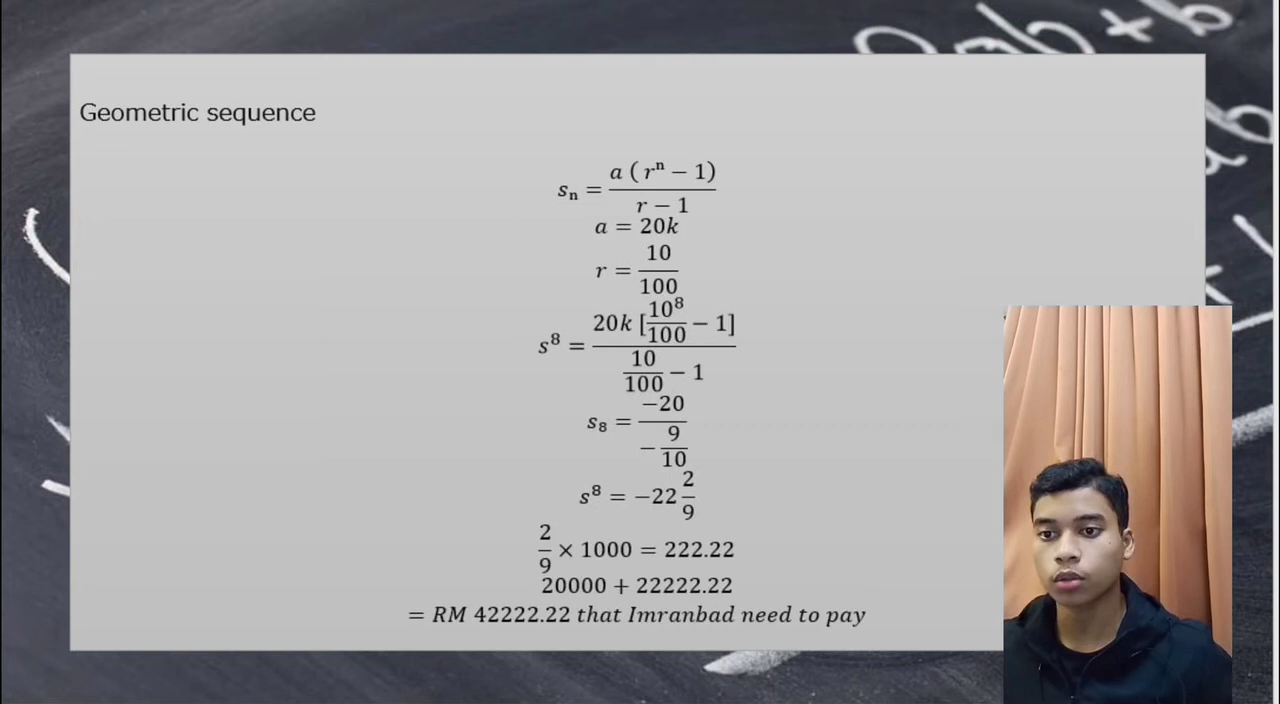 Geometric sequence
sₙ = a ( rⁿ − 1) / r − 1
a = 20k
r = 10/100
s⁸ = 20k [10⁸/100 − 1] / 10/100 − 1
s₈ = −20 / −9/10
s⁸ = −22 2/9
2/9 × 1000 = 222.22
20000 + 22222.22
= RM 42222.22 that Imranbad need to pay